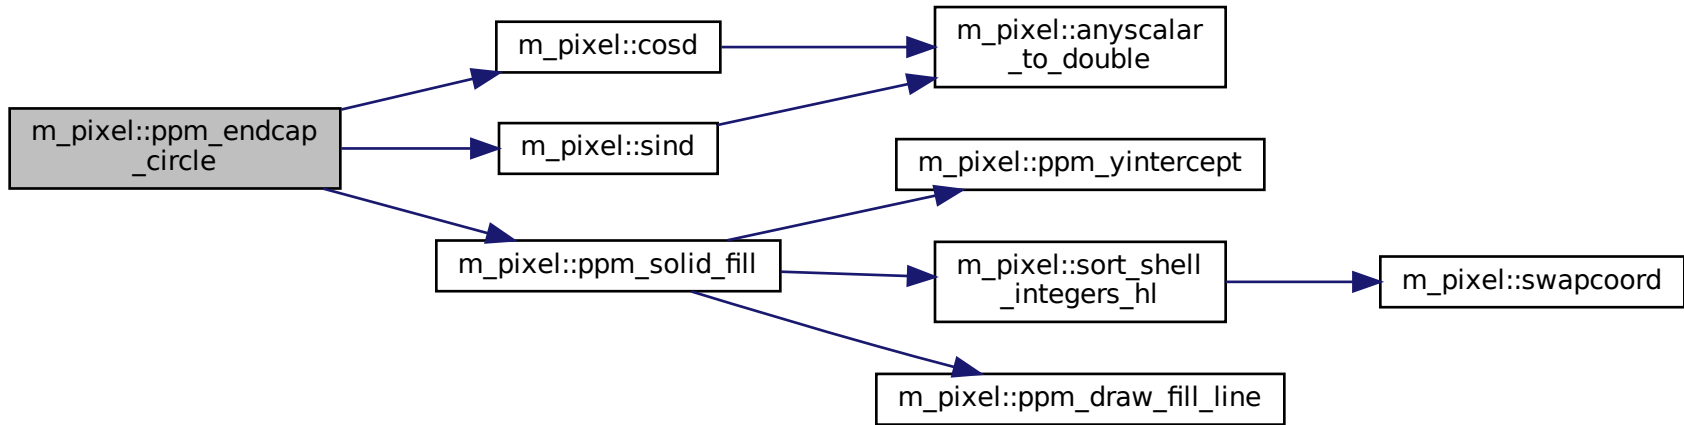 m_pixel::ppm_endcap
_circle
m_pixel::cosd
m_pixel::sind
m_pixel::ppm_solid_fill
m_pixel::anyscalar
_to_double
m_pixel::ppm_yintercept
m_pixel::sort_shell
_integers_hl
m_pixel::ppm_draw_fill_line
m_pixel::swapcoord